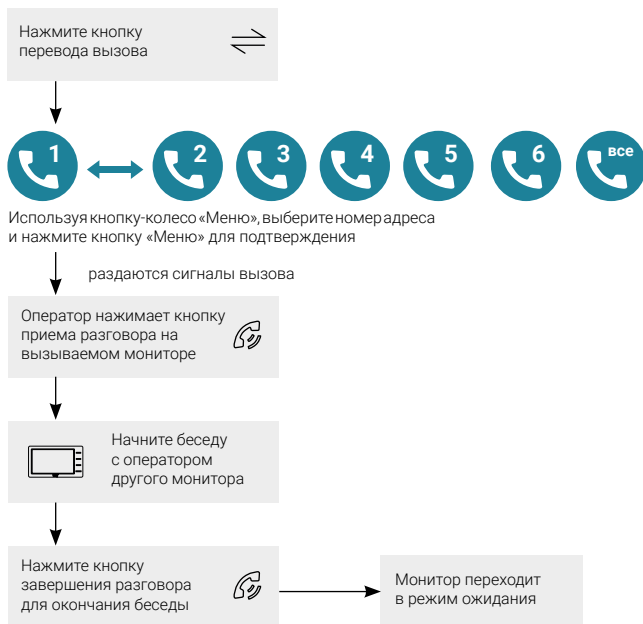 Нажмите кнопку
перевода вызова
1
2
3
4
5
6
все
Используя кнопку-колесо «Меню», выберите номер адреса
и нажмите кнопку «Меню» для подтверждения
раздаются сигналы вызова
Оператор нажимает кнопку
приема разговора на
вызываемом мониторе
Начните беседу
с оператором
другого монитора
Нажмите кнопку
завершения разговора
для окончания беседы
Монитор переходит
в режим ожидания